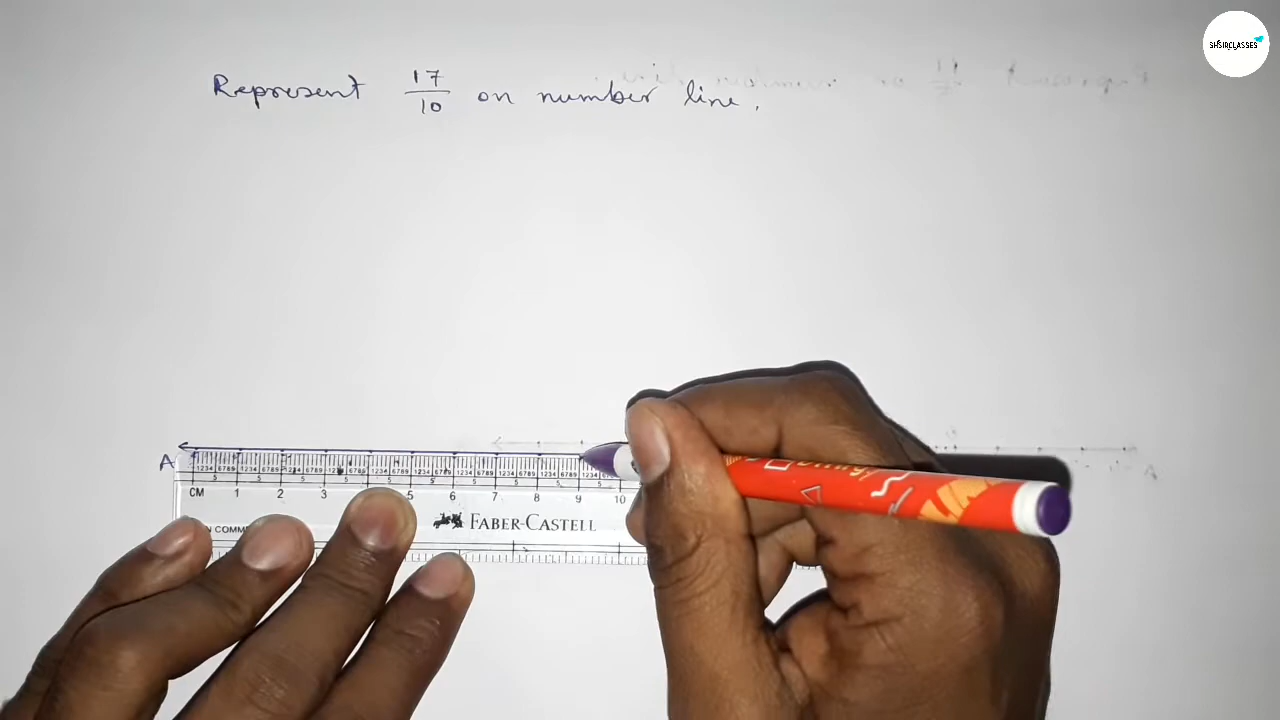 SHSIRCLASSES
Represent 17/10 on number line.
A
CM 1 2 3 4 5 6 7 8 9 10
FABER-CASTELL